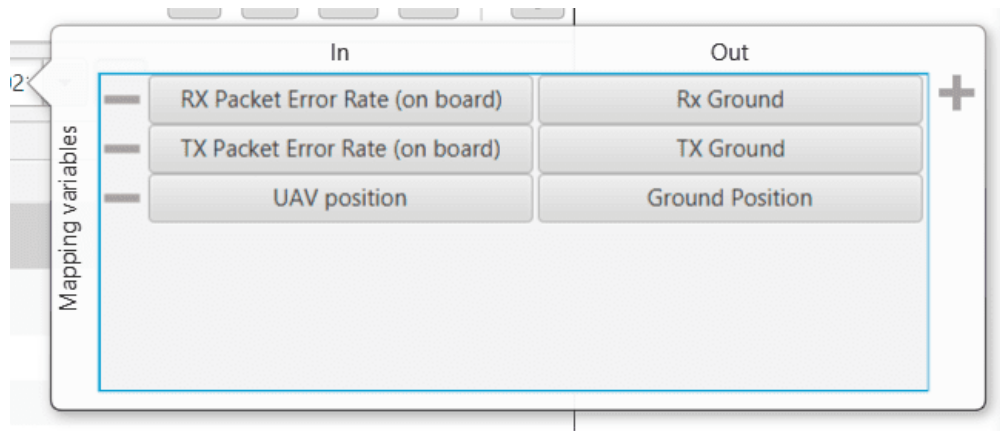 In Out
RX Packet Error Rate (on board) Rx Ground
TX Packet Error Rate (on board) TX Ground
UAV position Ground Position
Mapping variables